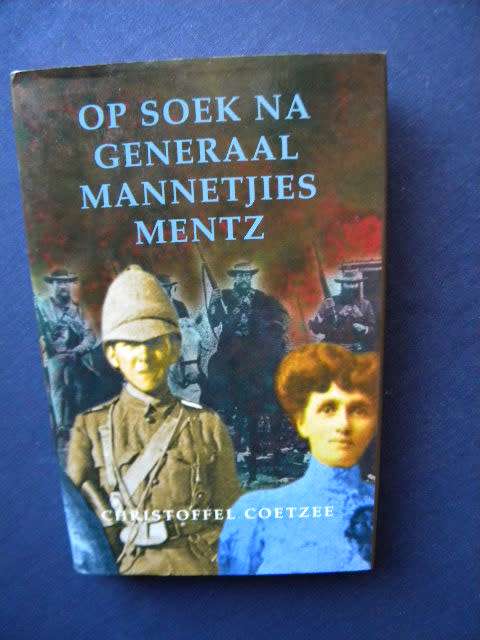 OP SOEK NA
GENERAAL
MANNETJIES
MENTZ
CHRISTOFFEL COETZEE